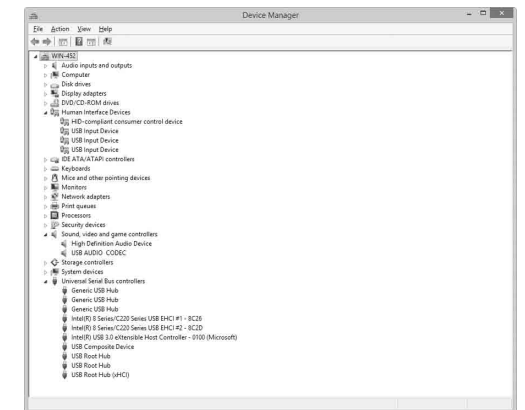 Device Manager
File Action View Help
WIN-452
Audio inputs and outputs
Computer
Disk drives
Display adapters
DVD/CD-ROM drives
Human Interface Devices
HID-compliant consumer control device
USB Input Device
USB Input Device
USB Input Device
IDE ATA/ATAPI controllers
Keyboards
Mice and other pointing devices
Monitors
Network adapters
Print queues
Processors
Security devices
Sound, video and game controllers
High Definition Audio Device
USB AUDIO CODEC
Storage controllers
System devices
Universal Serial Bus controllers
Generic USB Hub
Generic USB Hub
Generic USB Hub
Intel(R) 8 Series/C220 Series USB EHCI #1 - 8C26
Intel(R) 8 Series/C220 Series USB EHCI #2 - 8C2D
Intel(R) USB 3.0 eXtensible Host Controller - 0100 (Microsoft)
USB Composite Device
USB Root Hub
USB Root Hub
USB Root Hub (xHCI)